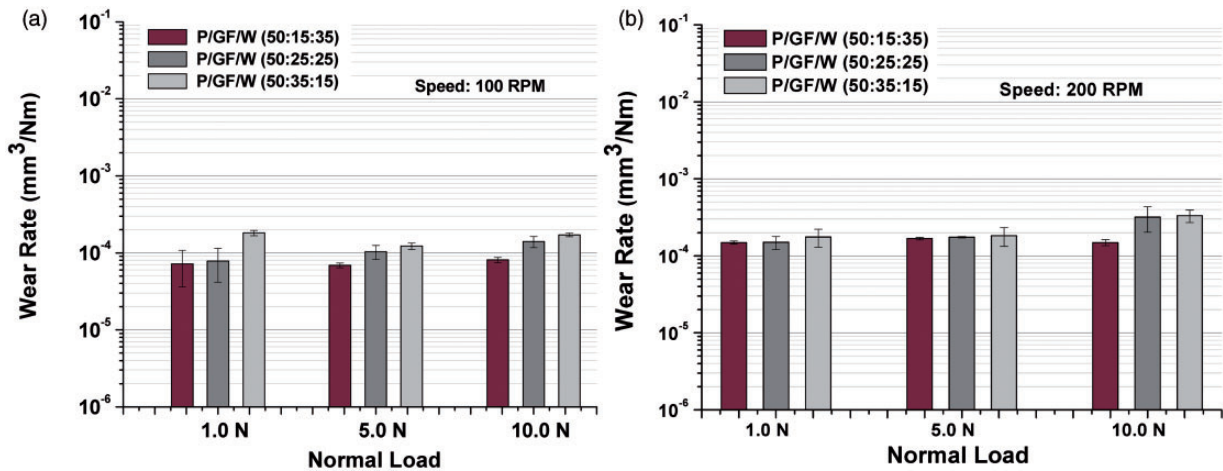 (a)
P/GF/W (50:15:35)
P/GF/W (50:25:25)
P/GF/W (50:35:15)
Speed: 100 RPM
Wear Rate (mm³/Nm)
10⁻¹
10⁻²
10⁻³
10⁻⁴
10⁻⁵
10⁻⁶
1.0 N 5.0 N 10.0 N
Normal Load
(b)
P/GF/W (50:15:35)
P/GF/W (50:25:25)
P/GF/W (50:35:15)
Speed: 200 RPM
Wear Rate (mm³/Nm)
10⁻¹
10⁻²
10⁻³
10⁻⁴
10⁻⁵
10⁻⁶
1.0 N 5.0 N 10.0 N
Normal Load